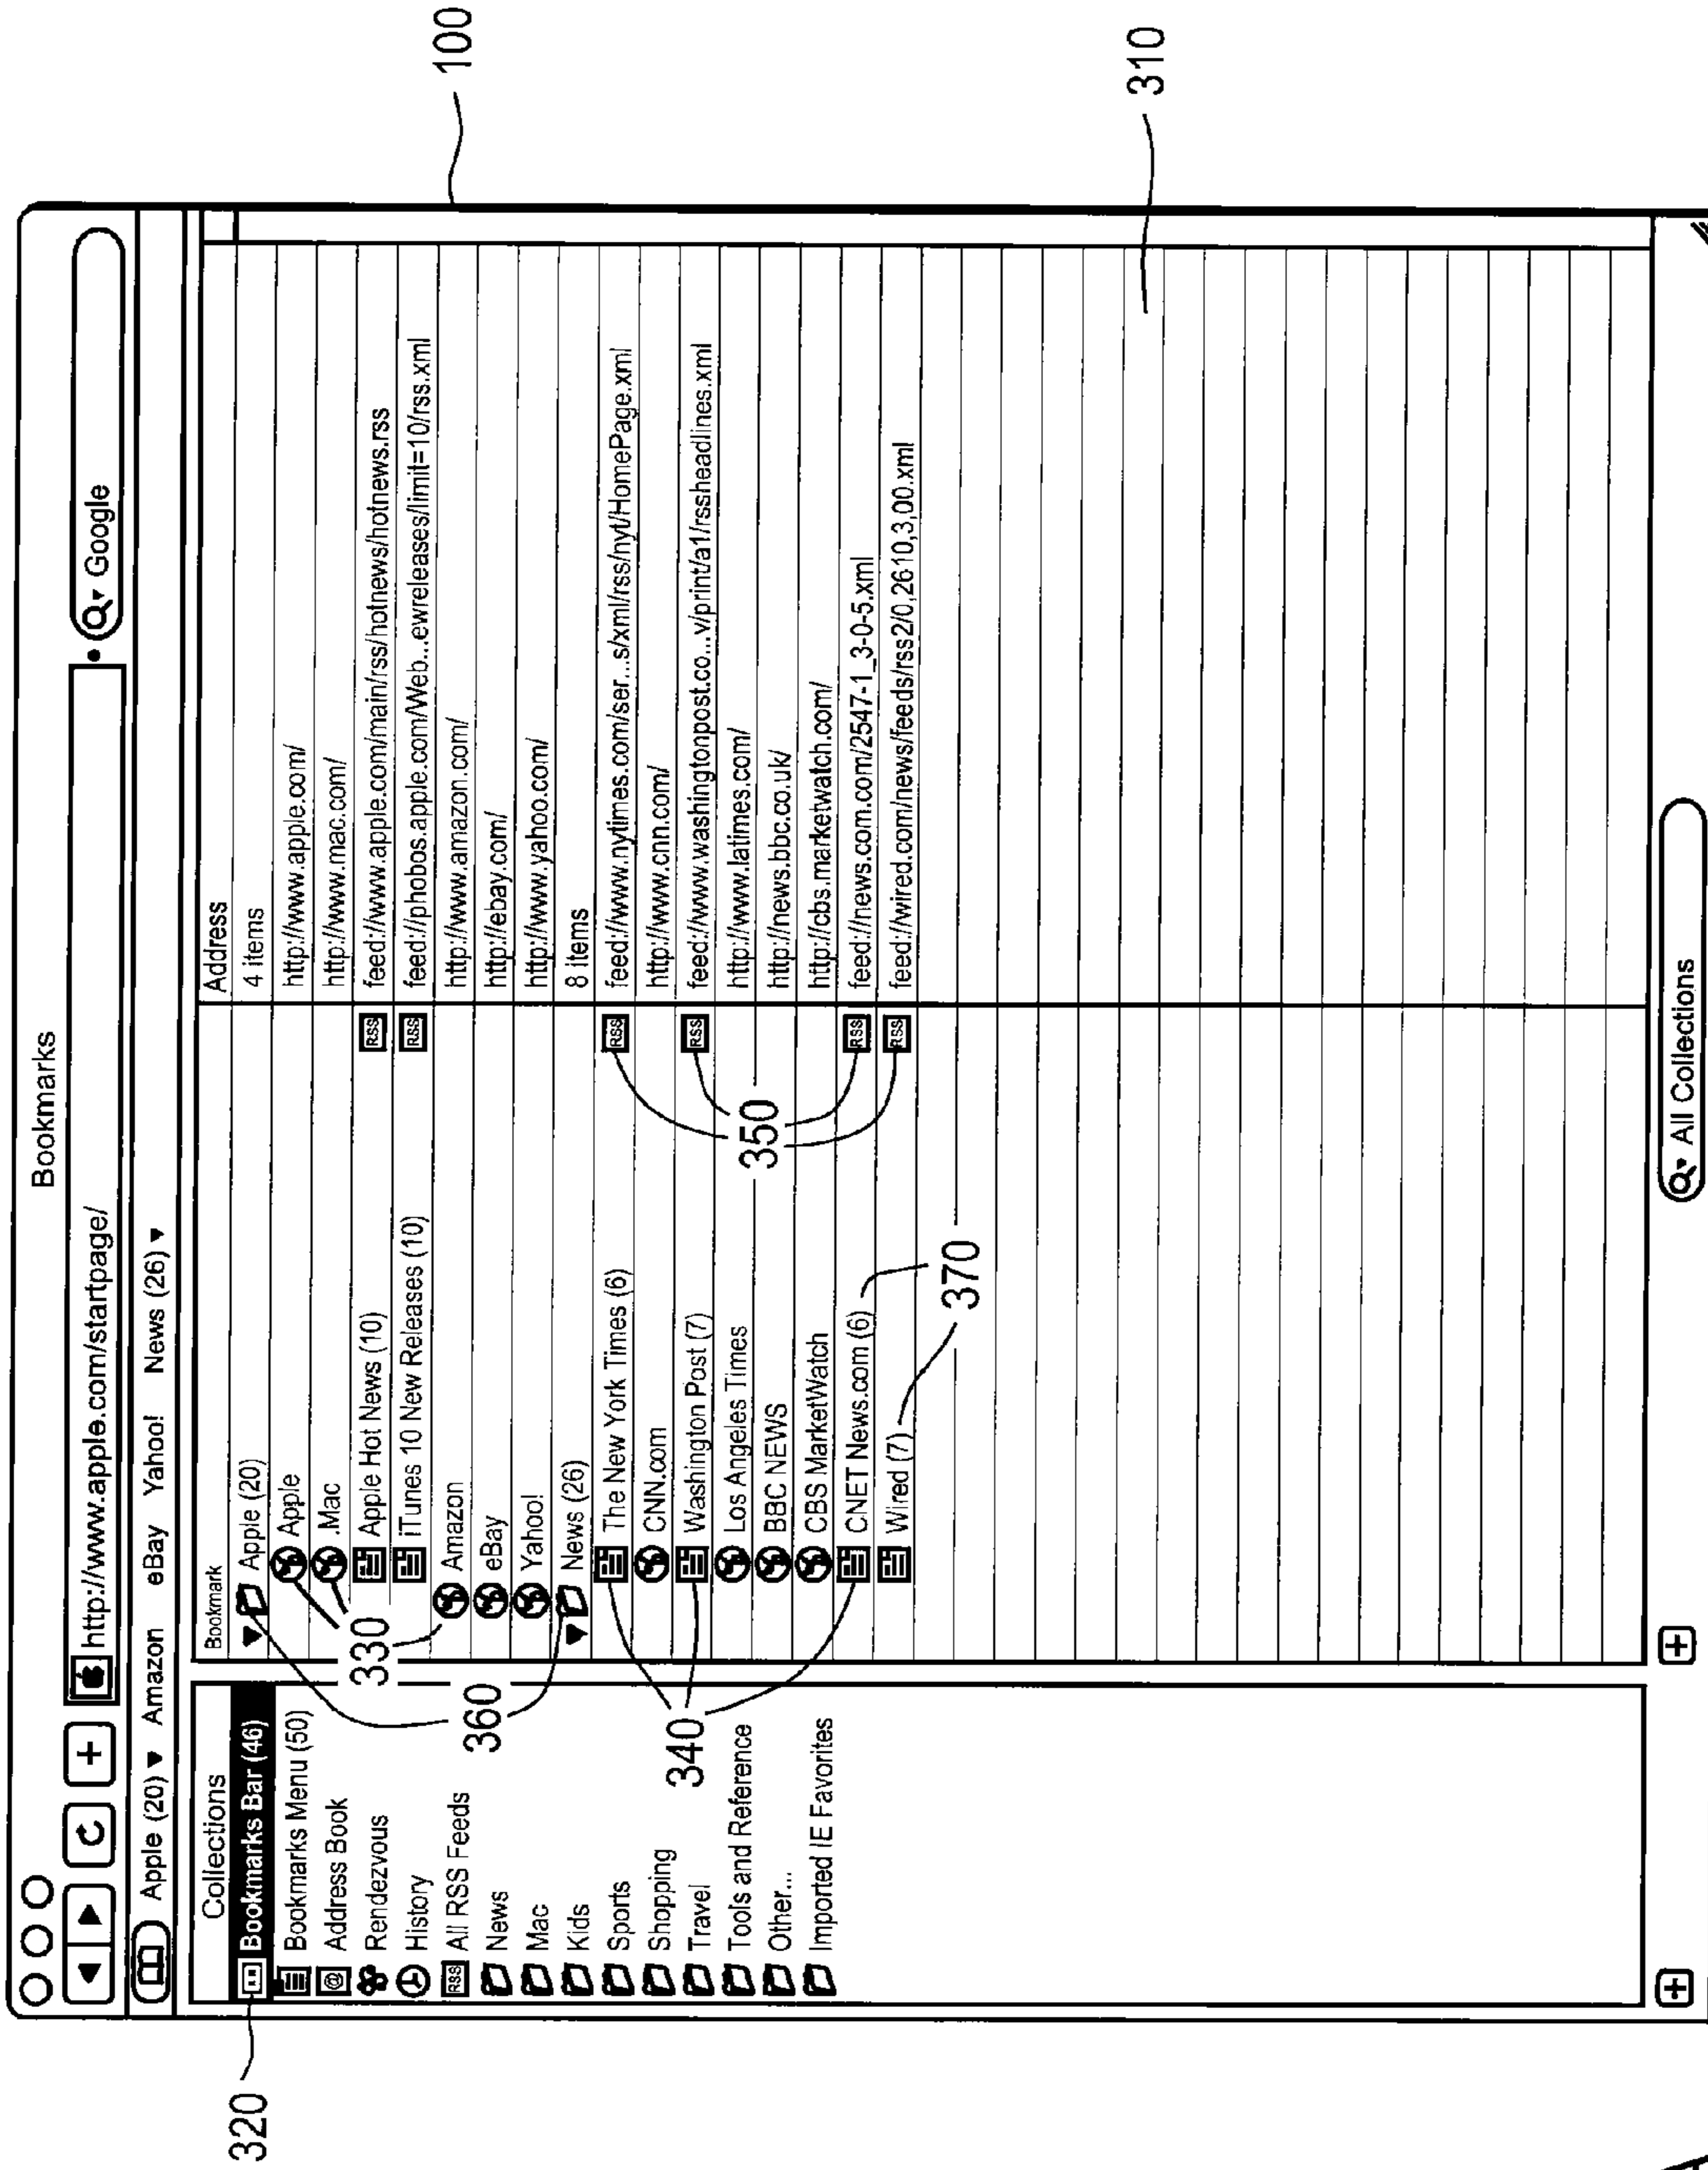 Bookmarks
http://www.apple.com/startpage/
Google
Apple (20) Amazon eBay Yahoo! News (26)
Collections
Bookmarks Bar (46)
Bookmarks Menu (50)
@ Address Book
Rendezvous
History
RSS All RSS Feeds
News
Mac
Kids
Sports
Shopping
Travel
Tools and Reference
Other...
Imported IE Favorites
Bookmark Address
Apple (20) 4 items
Apple http://www.apple.com/
.Mac http://www.mac.com/
Apple Hot News (10) RSS feed://www.apple.com/main/rss/hotnews/hotnews.rss
iTunes 10 New Releases (10) RSS feed://phobos.apple.com/Web...ewreleases/limit=10/rss.xml
Amazon http://www.amazon.com/
eBay http://ebay.com/
Yahoo! http://www.yahoo.com/
News (26) 8 items
The New York Times (6) RSS feed://www.nytimes.com/ser...s/xml/rss/nyt/HomePage.xml
CNN.com http://www.cnn.com/
Washington Post (7) RSS feed://www.washingtonpost.co...v/print/a1/rssheadlines.xml
Los Angeles Times http://www.latimes.com/
BBC NEWS http://news.bbc.co.uk/
CBS MarketWatch http://cbs.marketwatch.com/
CNET News.com (6) RSS feed://news.com.com/2547-1_3-0-5.xml
Wired (7) RSS feed://wired.com/news/feeds/rss2/0,2610,3,00.xml
All Collections
100
310
320
330
340
350
360
370